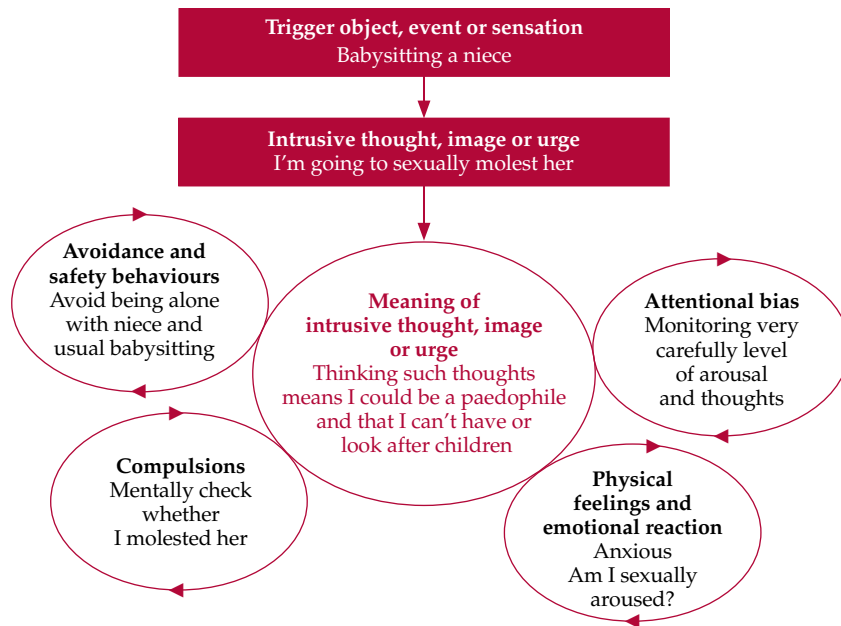 Trigger object, event or sensation
Babysitting a niece
Intrusive thought, image or urge
I'm going to sexually molest her
Avoidance and
safety behaviours
Avoid being alone
with niece and
usual babysitting
Meaning of
intrusive thought, image
or urge
Thinking such thoughts
means I could be a paedophile
and that I can't have or
look after children
Attentional bias
Monitoring very
carefully level
of arousal
and thoughts
Compulsions
Mentally check
whether
I molested her
Physical
feelings and
emotional reaction
Anxious
Am I sexually
aroused?